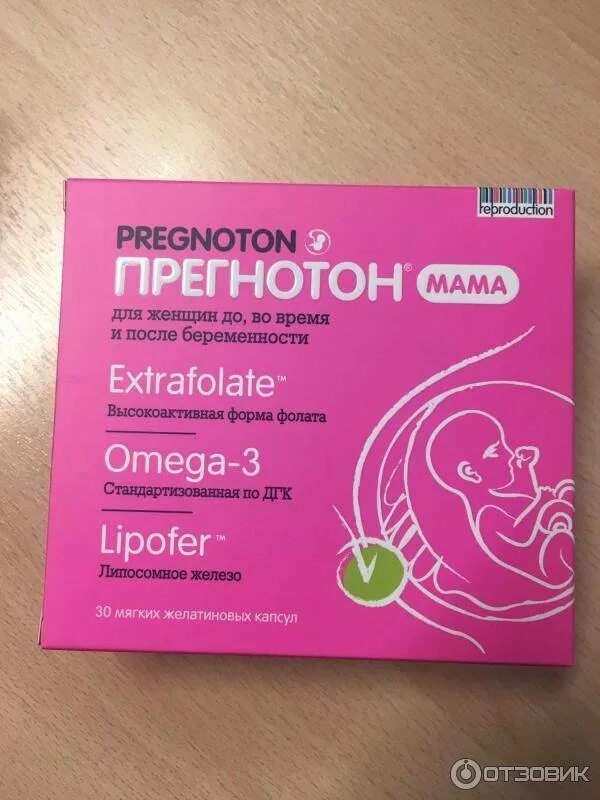 reproduction
PREGNOTON
ПРЕГНОТОН® МАМА
для женщин до, во время
и после беременности
Extrafolate™
Высокоактивная форма фолата
Omega-3
Стандартизованная по ДГК
Lipofer™
Липосомное железо
30 мягких желатиновых капсул
ОТЗОВИК